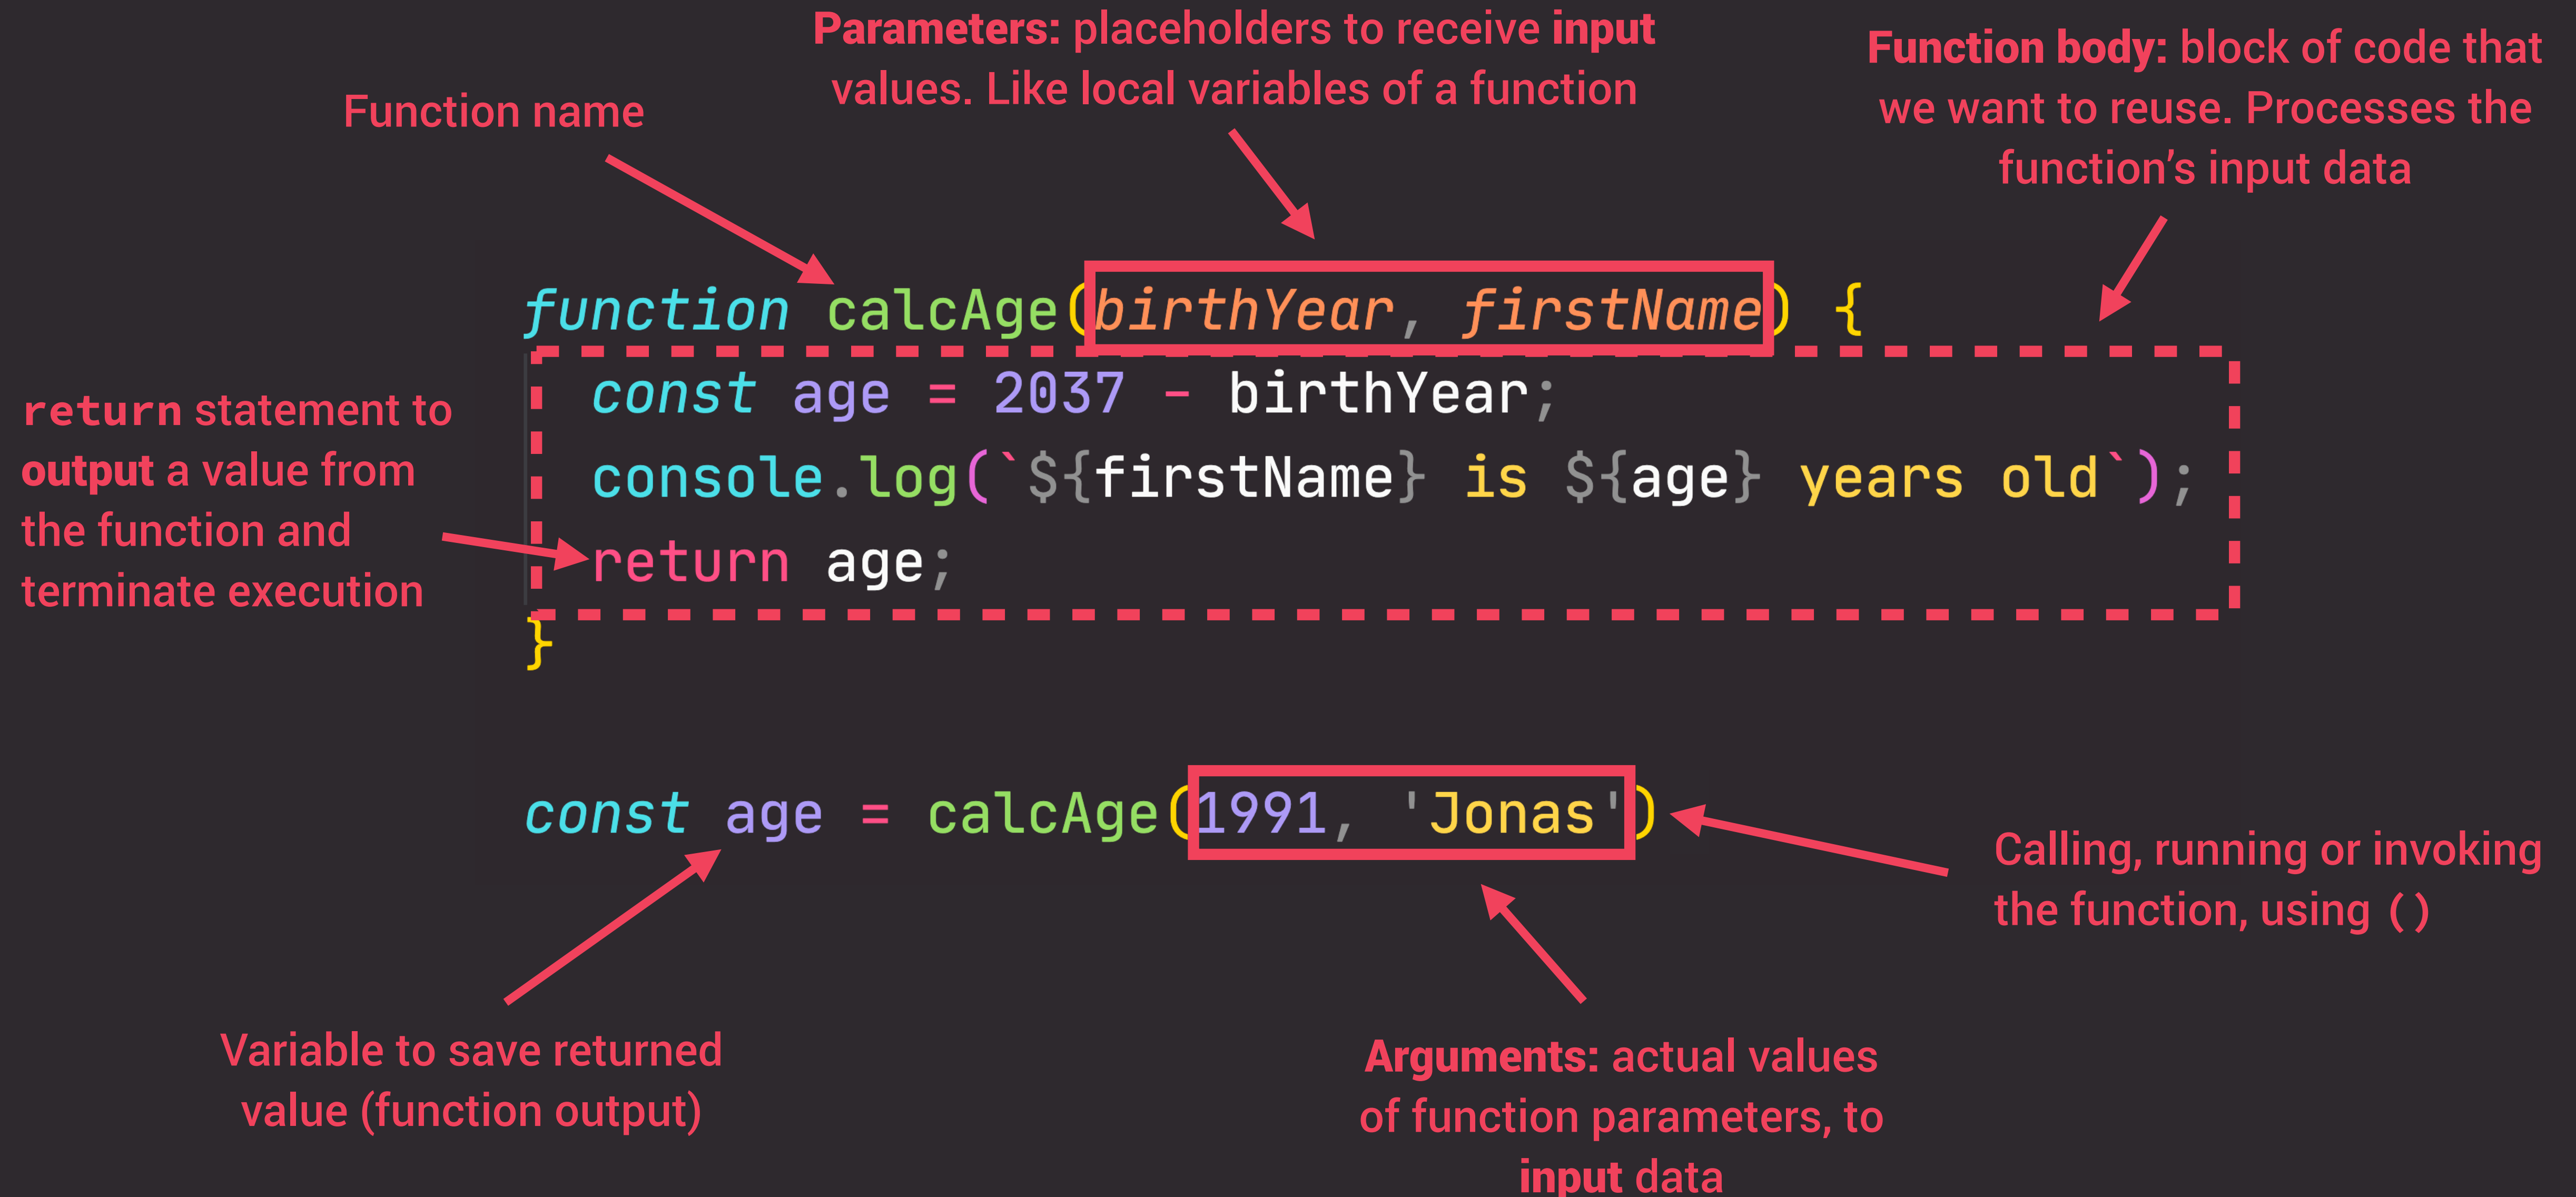 Parameters: placeholders to receive input
values. Like local variables of a function
Function body: block of code that
we want to reuse. Processes the
function’s input data
Function name
function calcAge(birthYear, firstName) {
const age = 2037 - birthYear;
console.log(`${firstName} is ${age} years old`);
return age;
}
return statement to
output a value from
the function and
terminate execution
const age = calcAge(1991, 'Jonas')
Calling, running or invoking
the function, using ()
Variable to save returned
value (function output)
Arguments: actual values
of function parameters, to
input data